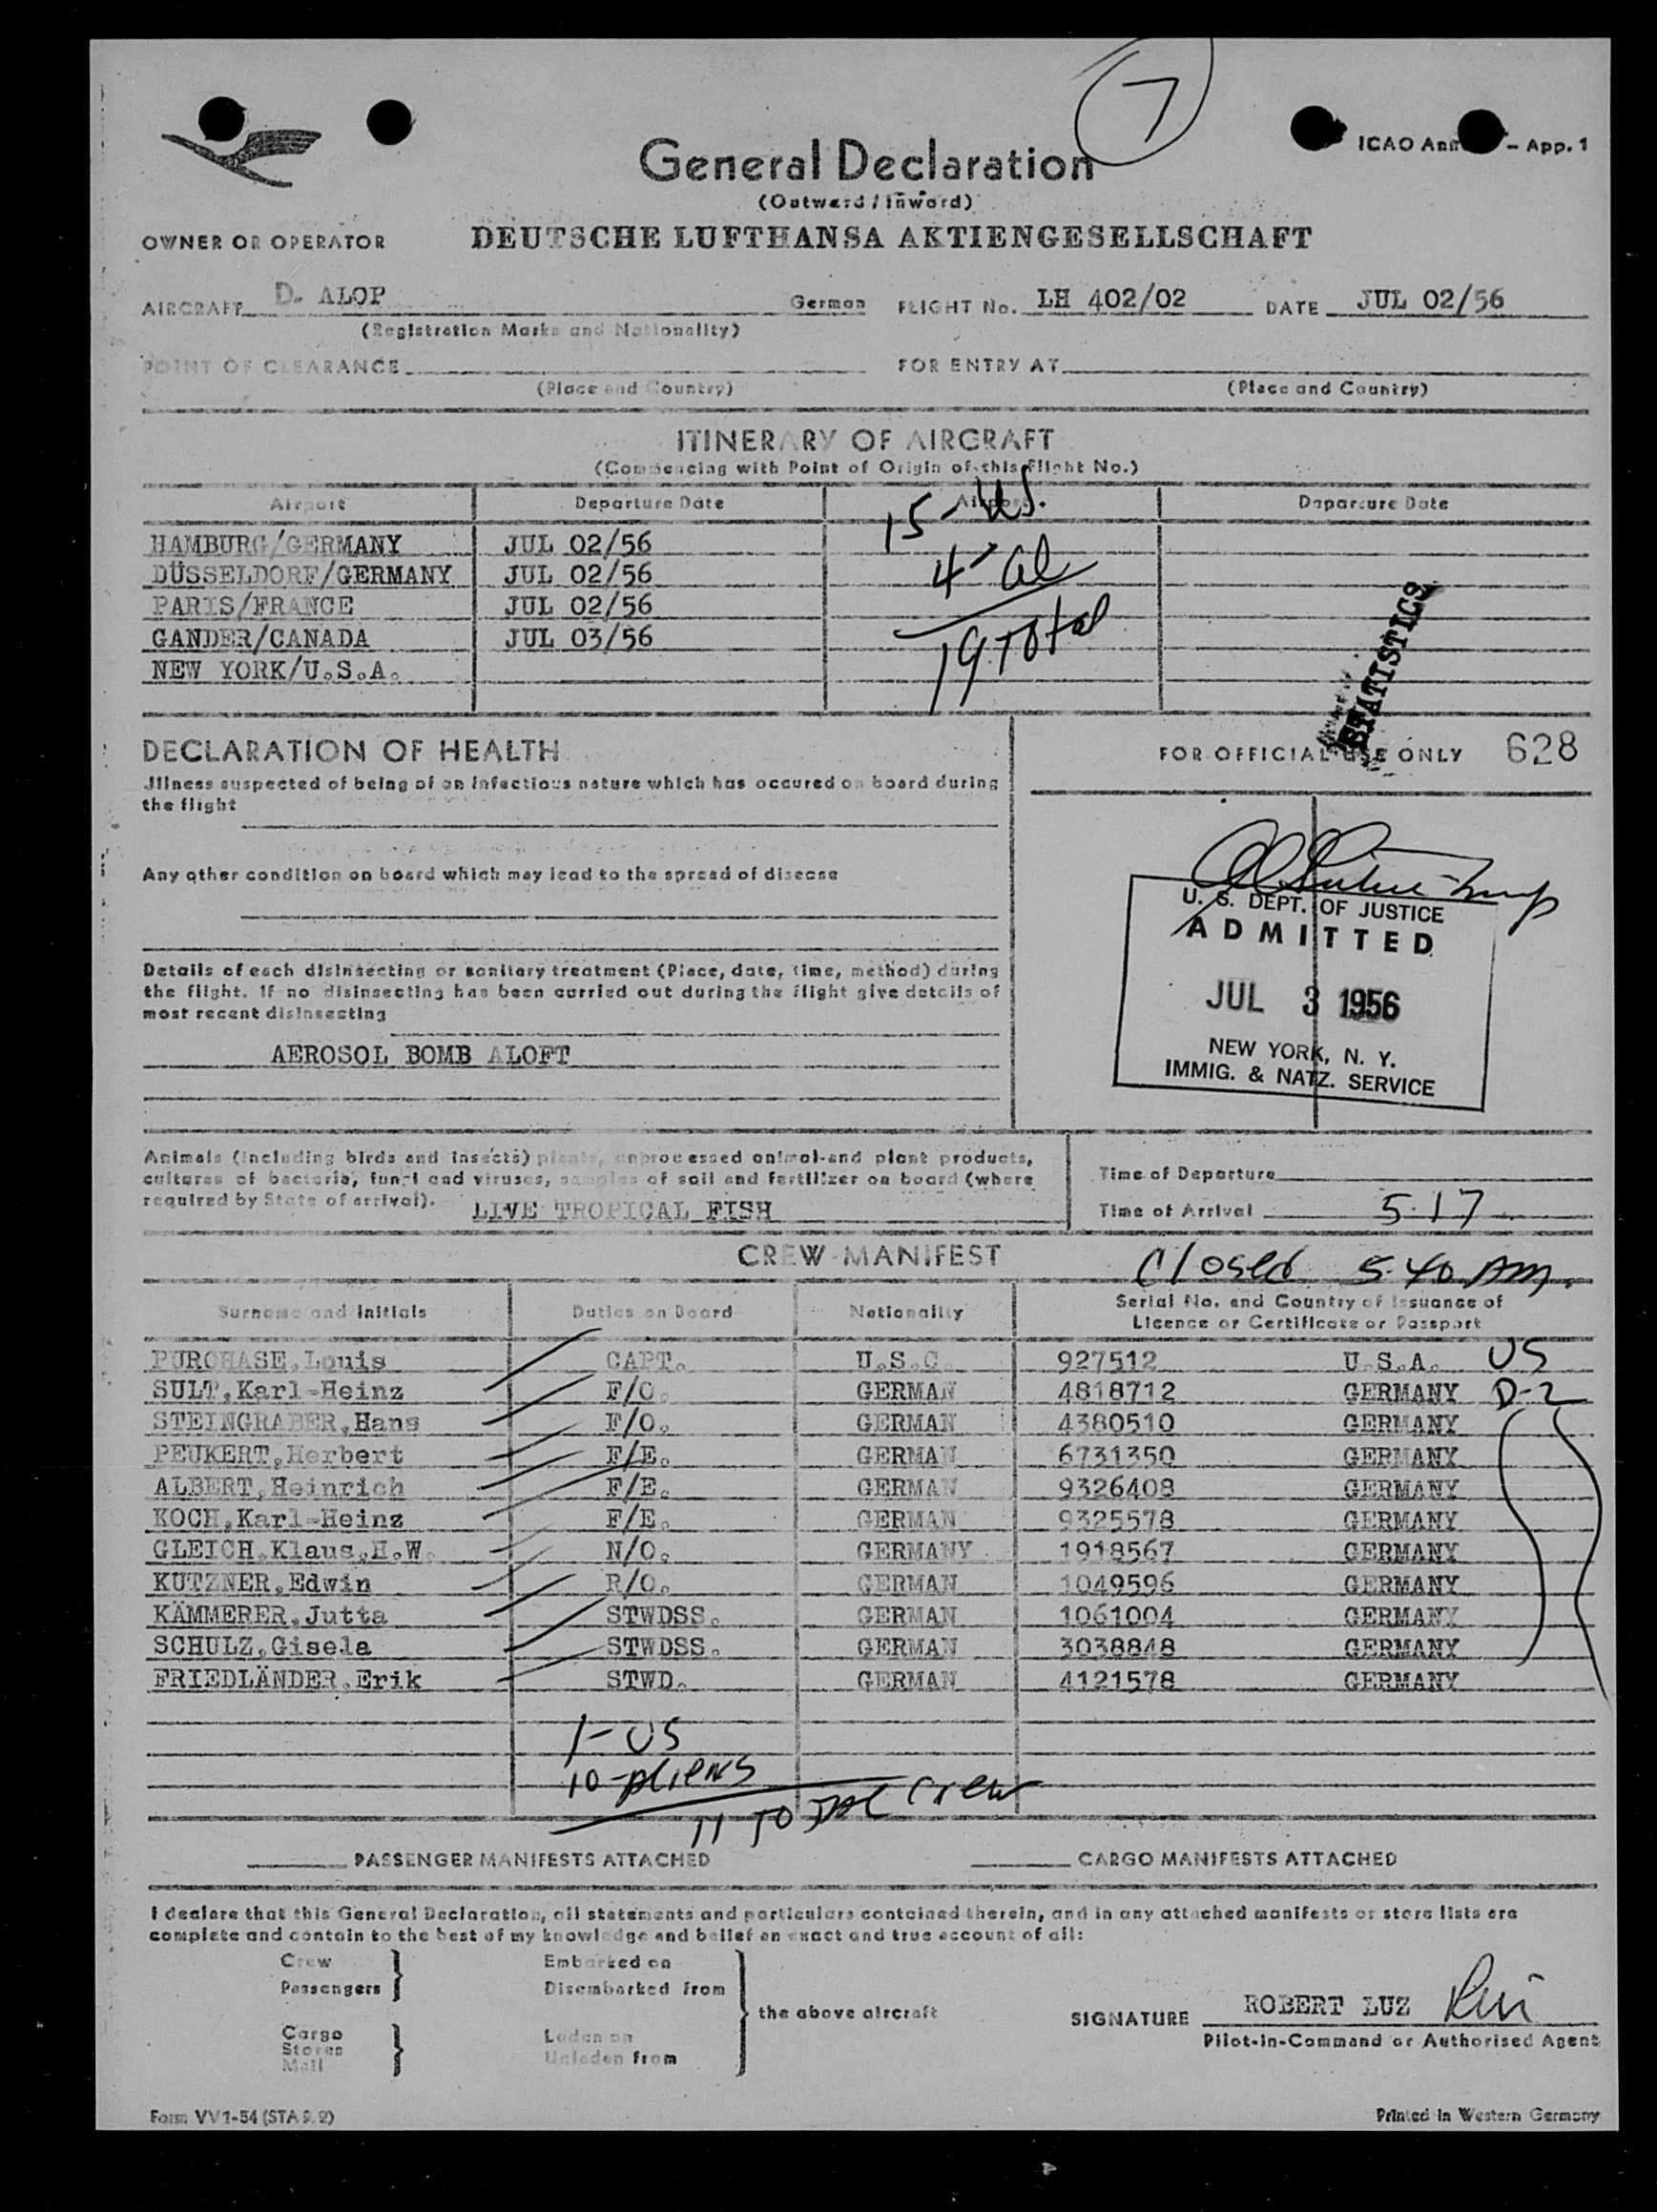 7
ICAO Ann – App. 1
General Declaration
(Outward / Inward)
OWNER OR OPERATOR DEUTSCHE LUFTHANSA AKTIENGESELLSCHAFT
AIRCRAFT D. ALOP German FLIGHT No. LH 402/02 DATE JUL 02/56
(Registration Marks and Nationality)
POINT OF CLEARANCE FOR ENTRY AT
(Place and Country) (Place and Country)
ITINERARY OF AIRCRAFT
(Commencing with Point of Origin of this Flight No.)
Airport Departure Date Airport Departure Date
15 - US.
HAMBURG/GERMANY JUL 02/56
4 - al
DÜSSELDORF/GERMANY JUL 02/56
PARIS/FRANCE JUL 02/56
19 Total
GANDER/CANADA JUL 03/56
NEW YORK/U.S.A.
STATISTICS
DECLARATION OF HEALTH
FOR OFFICIAL USE ONLY 628
Illness suspected of being of an infectious nature which has occured on board during
the flight
Any other condition on board which may lead to the spread of disease
U. S. DEPT. OF JUSTICE
ADMITTED
JUL 3 1956
NEW YORK, N. Y.
IMMIG. & NATZ. SERVICE
Details of each disinsecting or sanitary treatment (Place, date, time, method) during
the flight. If no disinsecting has been carried out during the flight give details of
most recent disinsecting
AEROSOL BOMB ALOFT
Animals (including birds and insects) plants, unprocessed animal-and plant products,
cultures of bacteria, fungi and viruses, samples of soil and fertilizer on board (where
required by State of arrival). LIVE TROPICAL FISH
Time of Departure
Time of Arrival 5:17
CREW MANIFEST
Closed 5:40 AM.
Surname and Initials Duties on Board Nationality Serial No. and Country of Issuance of
Licence or Certificate or Passport
PURCHASE,Louis CAPT. U.S.C. 927512 U.S.A. US
SULT,Karl-Heinz F/O. GERMAN 4818712 GERMANY D-2
STEINGRABER,Hans F/O. GERMAN 4380510 GERMANY
PEUKERT,Herbert F/E. GERMAN 6731350 GERMANY
ALBERT,Heinrich F/E. GERMAN 9326408 GERMANY
KOCH,Karl-Heinz F/E. GERMAN 9325578 GERMANY
GLEICH,Klaus,H.W. N/O. GERMANY 1918567 GERMANY
KUTZNER,Edwin R/O. GERMAN 1049596 GERMANY
KÄMMERER,Jutta STWDSS. GERMAN 1061004 GERMANY
SCHULZ,Gisela STWDSS. GERMAN 3038848 GERMANY
FRIEDLÄNDER,Erik STWD. GERMAN 4121578 GERMANY
1 - US
10 - Aliens
11 Total Crew
PASSENGER MANIFESTS ATTACHED CARGO MANIFESTS ATTACHED
I declare that this General Declaration, all statements and particulars contained therein, and in any attached manifests or store lists are
complete and contain to the best of my knowledge and belief an exact and true account of all:
Crew Embarked on
Passengers Disembarked from
the above aircraft
Cargo Laden on
Stores
Mail Unladen from
SIGNATURE ROBERT LUZ
Pilot-in-Command or Authorised Agent
Form VV 1-54 (STA 9.2)
Printed in Western Germany